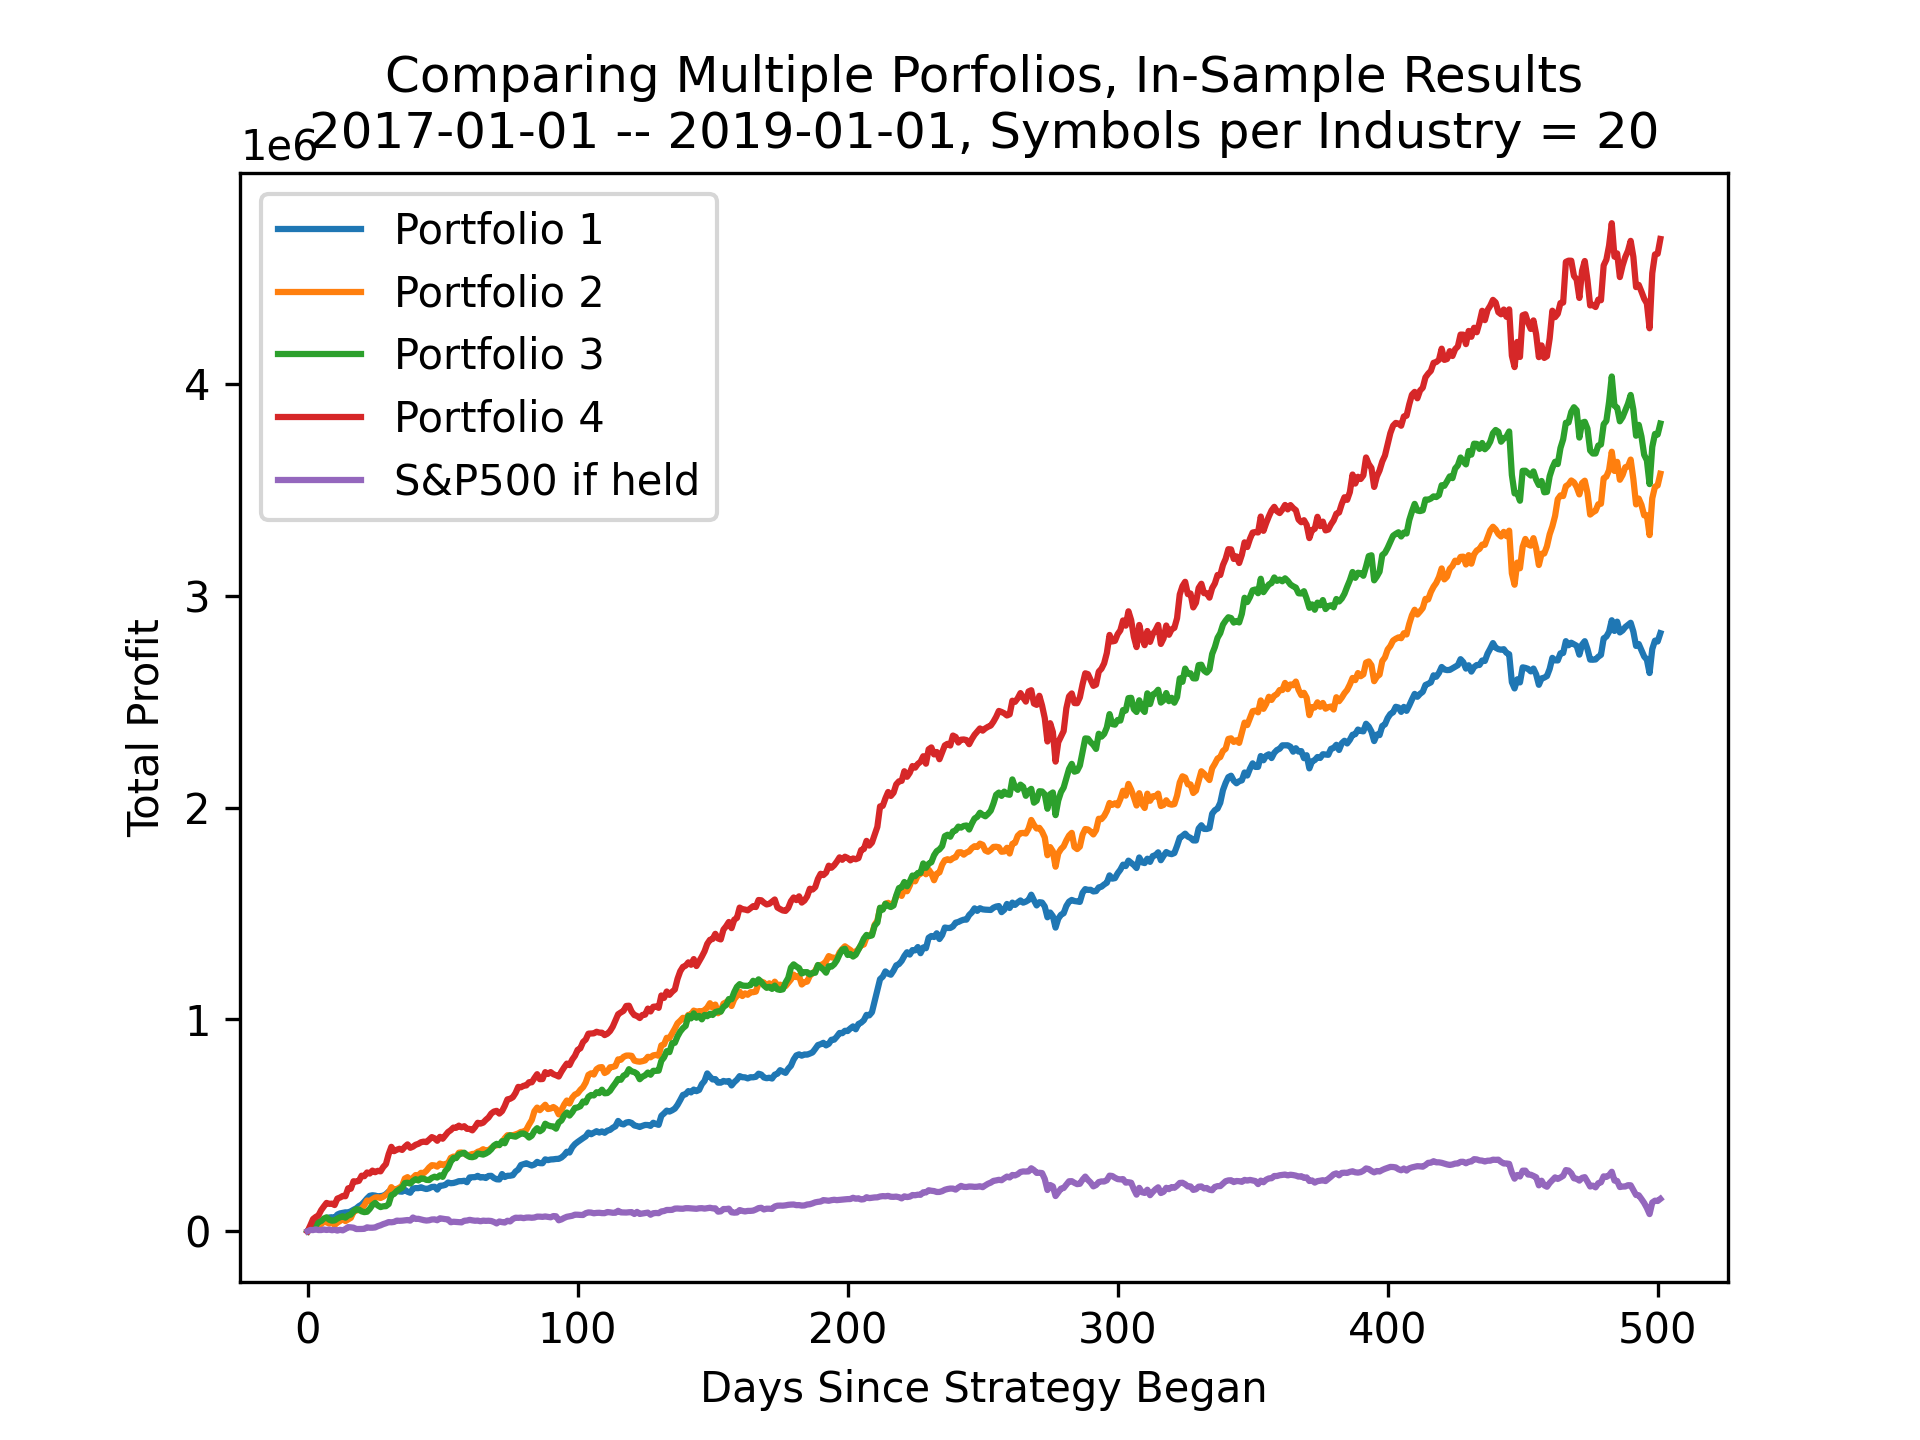 Comparing Multiple Porfolios, In-Sample Results
2017-01-01 -- 2019-01-01, Symbols per Industry = 20
1e6
Portfolio 1
Portfolio 2
Portfolio 3
Portfolio 4
S&P500 if held
4
3
2
1
0
Total Profit
0 100 200 300 400 500
Days Since Strategy Began